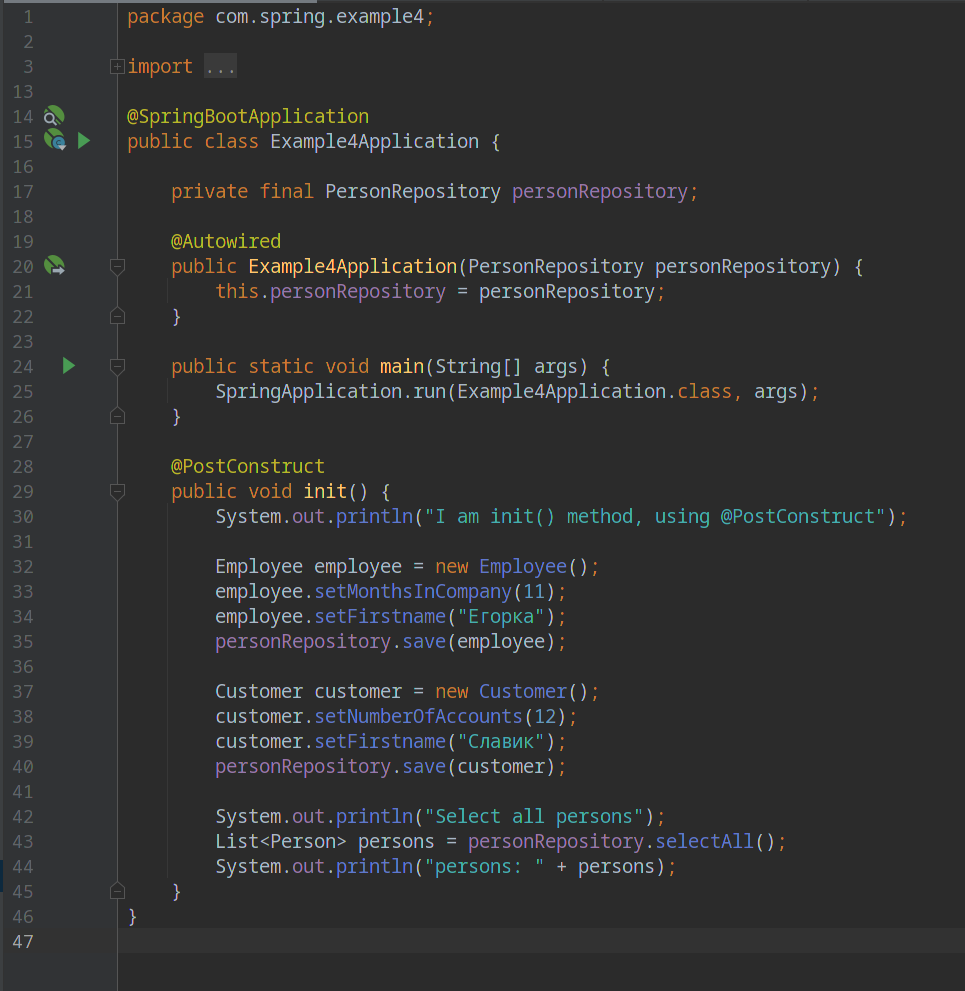 1 package com.spring.example4;
2
3 import ...
13
14 @SpringBootApplication
15 public class Example4Application {
16
17     private final PersonRepository personRepository;
18
19     @Autowired
20     public Example4Application(PersonRepository personRepository) {
21         this.personRepository = personRepository;
22     }
23
24     public static void main(String[] args) {
25         SpringApplication.run(Example4Application.class, args);
26     }
27
28     @PostConstruct
29     public void init() {
30         System.out.println("I am init() method, using @PostConstruct");
31
32         Employee employee = new Employee();
33         employee.setMonthsInCompany(11);
34         employee.setFirstname("Егорка");
35         personRepository.save(employee);
36
37         Customer customer = new Customer();
38         customer.setNumberOfAccounts(12);
39         customer.setFirstname("Славик");
40         personRepository.save(customer);
41
42         System.out.println("Select all persons");
43         List<Person> persons = personRepository.selectAll();
44         System.out.println("persons: " + persons);
45     }
46 }
47